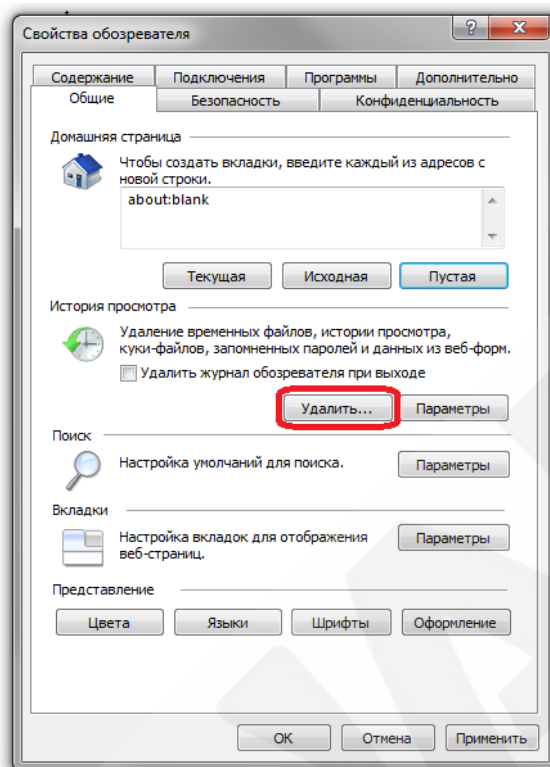 Свойства обозревателя
Содержание
Подключения
Программы
Дополнительно
Общие
Безопасность
Конфиденциальность
Домашняя страница
Чтобы создать вкладки, введите каждый из адресов с
новой строки.
about:blank
Текущая
Исходная
Пустая
История просмотра
Удаление временных файлов, истории просмотра,
куки-файлов, запомненных паролей и данных из веб-форм.
Удалить журнал обозревателя при выходе
Удалить...
Параметры
Поиск
Настройка умолчаний для поиска.
Параметры
Вкладки
Настройка вкладок для отображения
веб-страниц.
Параметры
Представление
Цвета
Языки
Шрифты
Оформление
ОК
Отмена
Применить